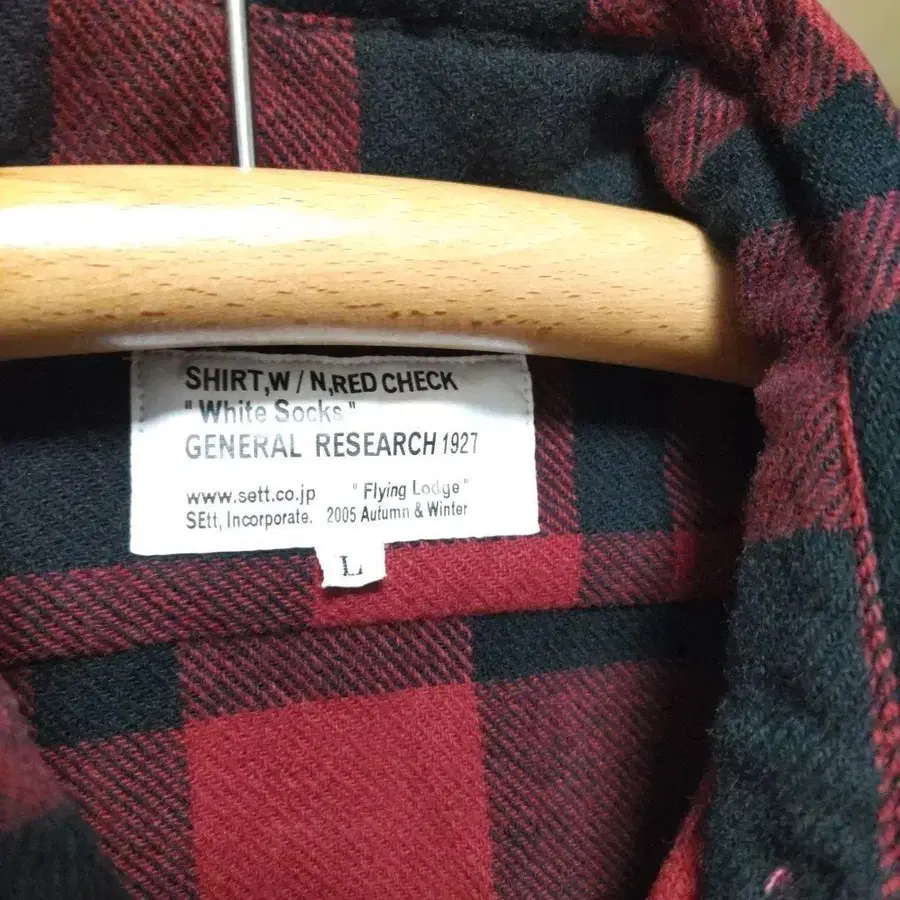 SHIRT,W / N,RED CHECK
"White Socks"
GENERAL RESEARCH 1927
www.sett.co.jp "Flying Lodge"
SEtt, Incorporate. 2005 Autumn & Winter
L